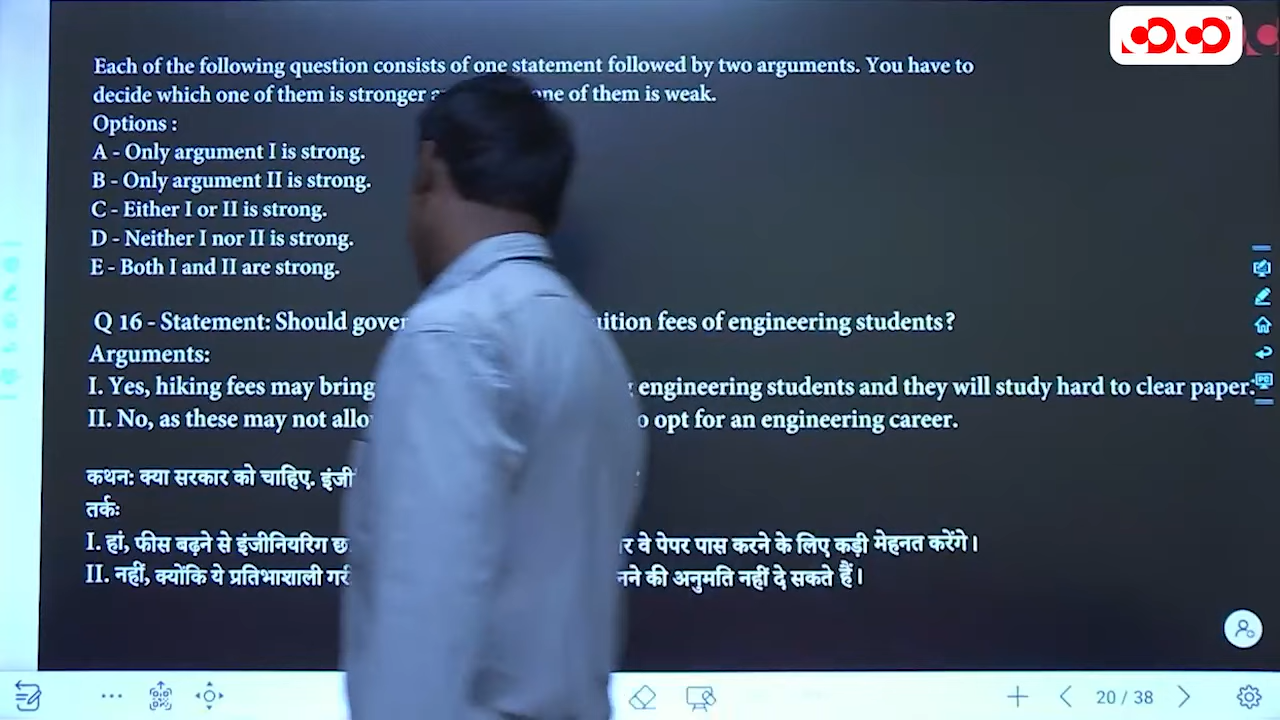 Each of the following question consists of one statement followed by two arguments. You have to
decide which one of them is stronger one of them is weak.
Options :
A - Only argument I is strong.
B - Only argument II is strong.
C - Either I or II is strong.
D - Neither I nor II is strong.
E - Both I and II are strong.
Q 16 - Statement: Should fees of engineering students?
Arguments:
I. Yes, hiking fees may bring engineering students and they will study hard to clear paper.
II. No, as these may not opt for an engineering career.
कथन: क्या सरकार को चाहिए.
तर्कः
I. हां, फीस बढ़ने से इंजीनियरिग वे पेपर पास करने के लिए कड़ी मेहनत करेंगे।
II. नहीं, क्योंकि ये प्रतिभाशाली की अनुमति नहीं दे सकते हैं।
20 / 38